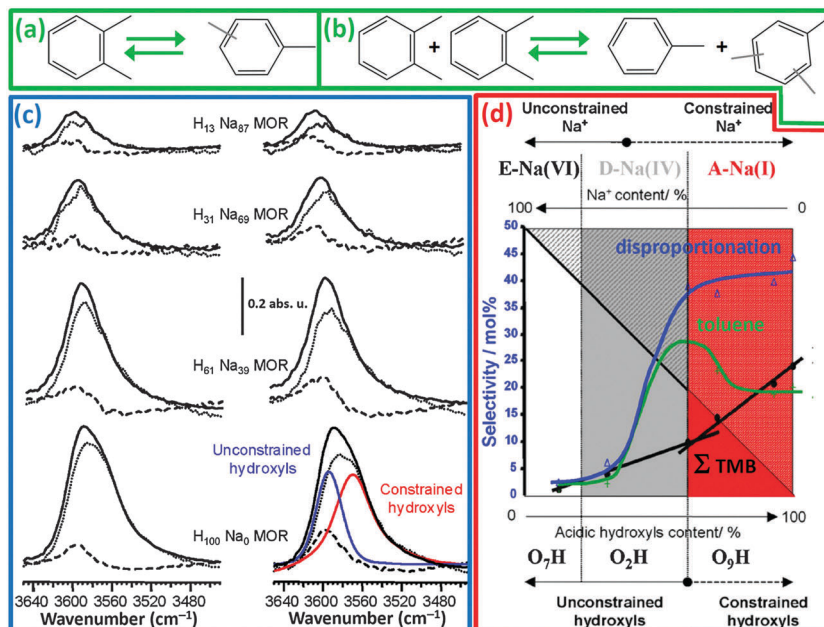 (a)
(b)
+
+
(c)
H13 Na87 MOR
H31 Na69 MOR
0.2 abs. u.
H61 Na39 MOR
Unconstrained
hydroxyls
Constrained
hydroxyls
H100 Na0 MOR
3640 3600 3560 3520 3480
3640 3600 3560 3520 3480
Wavenumber (cm−1)
Wavenumber (cm−1)
(d)
Unconstrained
Na+
Constrained
Na+
E-Na(VI)
D-Na(IV)
A-Na(I)
Na+ content/ %
100
0
50
45
40
35
30
25
20
15
10
5
0
Selectivity / mol%
disproportionation
toluene
Σ TMB
0
100
Acidic hydroxyls content/ %
O7H
O2H
O9H
Unconstrained
hydroxyls
Constrained
hydroxyls